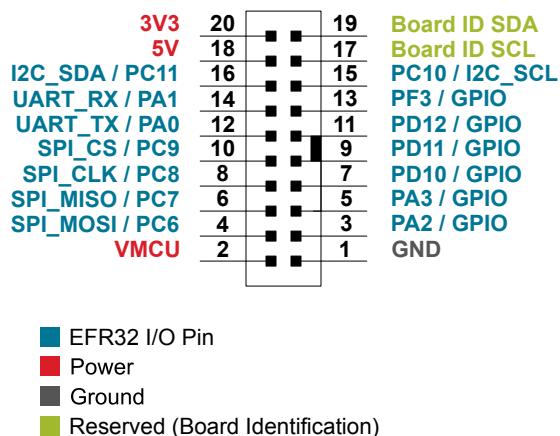 3V3 20 19 Board ID SDA
5V 18 17 Board ID SCL
I2C_SDA / PC11 16 15 PC10 / I2C_SCL
UART_RX / PA1 14 13 PF3 / GPIO
UART_TX / PA0 12 11 PD12 / GPIO
SPI_CS / PC9 10 9 PD11 / GPIO
SPI_CLK / PC8 8 7 PD10 / GPIO
SPI_MISO / PC7 6 5 PA3 / GPIO
SPI_MOSI / PC6 4 3 PA2 / GPIO
VMCU 2 1 GND
EFR32 I/O Pin
Power
Ground
Reserved (Board Identification)